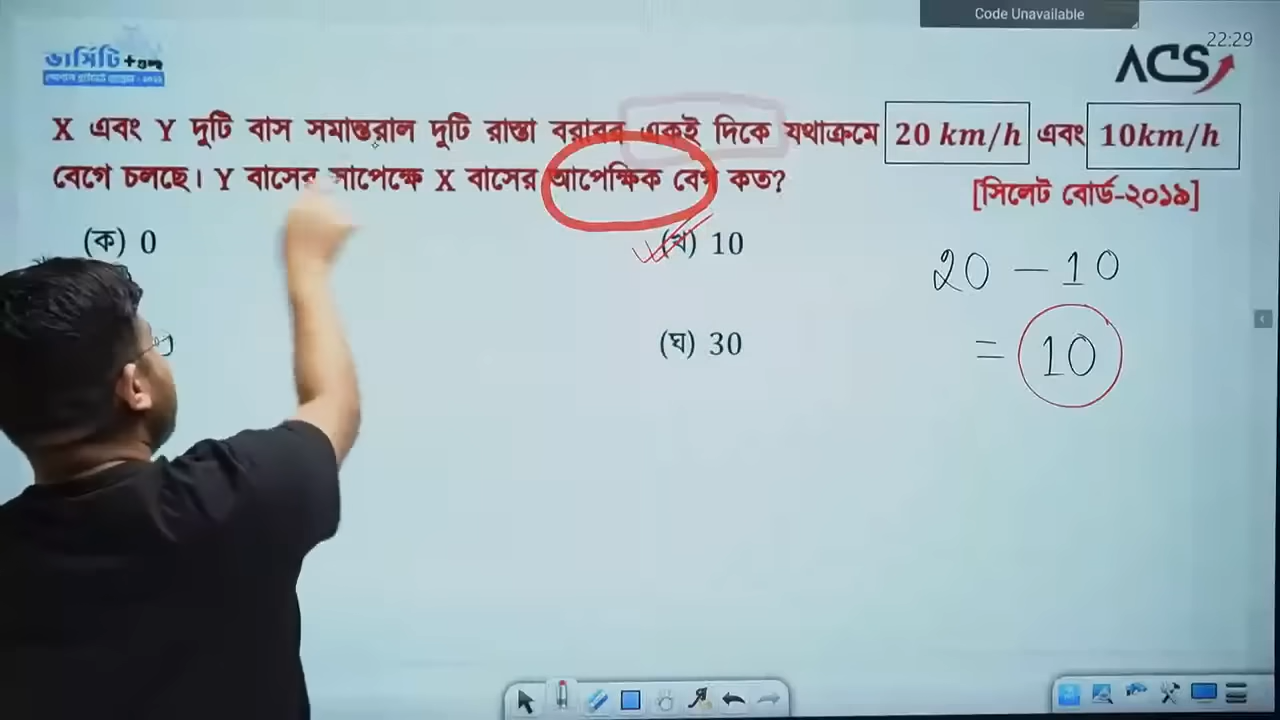 Code Unavailable
22:29
ভার্সিটি +
ACS
X এবং Y দুটি বাস সমান্তরাল দুটি রাস্তা বরাবর একই দিকে যথাক্রমে 20 km/h এবং 10km/h
বেগে চলছে। Y বাসের সাপেক্ষে X বাসের আপেক্ষিক বেগ কত?
[সিলেট বোর্ড-২০১৯]
(ক) 0
(খ) 10
20 - 10
(ঘ) 30
= 10